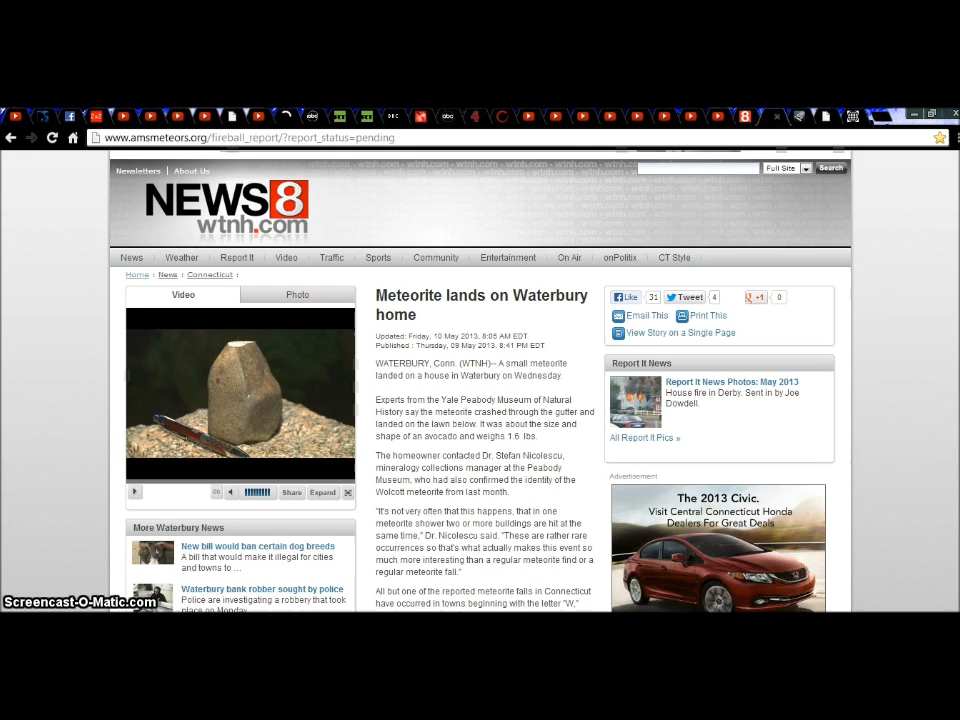 www.amsmeteors.org/fireball_report/?report_status=pending
Newsletters | About Us
Full Site
Search
NEWS8
wtnh.com
News Weather Report It Video Traffic Sports Community Entertainment On Air onPolitix CT Style
Home : News : Connecticut :
Video Photo
Share Expand
More Waterbury News
New bill would ban certain dog breeds
A bill that would make it illegal for cities
and towns to ...
Waterbury bank robber sought by police
Police are investigating a robbery that took
place on Monday
Meteorite lands on Waterbury
home
Updated: Friday, 10 May 2013, 8:05 AM EDT
Published : Thursday, 09 May 2013, 8:41 PM EDT
WATERBURY, Conn. (WTNH)-- A small meteorite
landed on a house in Waterbury on Wednesday.
Experts from the Yale Peabody Museum of Natural
History say the meteorite crashed through the gutter and
landed on the lawn below. It was about the size and
shape of an avocado and weighs 1.6 lbs.
The homeowner contacted Dr. Stefan Nicolescu,
mineralogy collections manager at the Peabody
Museum, who had also confirmed the identity of the
Wolcott meteorite from last month.
"It's not very often that this happens, that in one
meteorite shower two or more buildings are hit at the
same time," Dr. Nicolescu said. "These are rather rare
occurrences so that's what actually makes this event so
much more interesting than a regular meteorite find or a
regular meteorite fall."
All but one of the reported meteorite falls in Connecticut
have occurred in towns beginning with the letter "W,"
Like 31 Tweet 4 +1 0
Email This Print This
View Story on a Single Page
Report It News
Report It News Photos: May 2013
House fire in Derby. Sent in by Joe
Dowdell.
All Report It Pics »
Advertisement
The 2013 Civic.
Visit Central Connecticut Honda
Dealers For Great Deals
Screencast-O-Matic.com